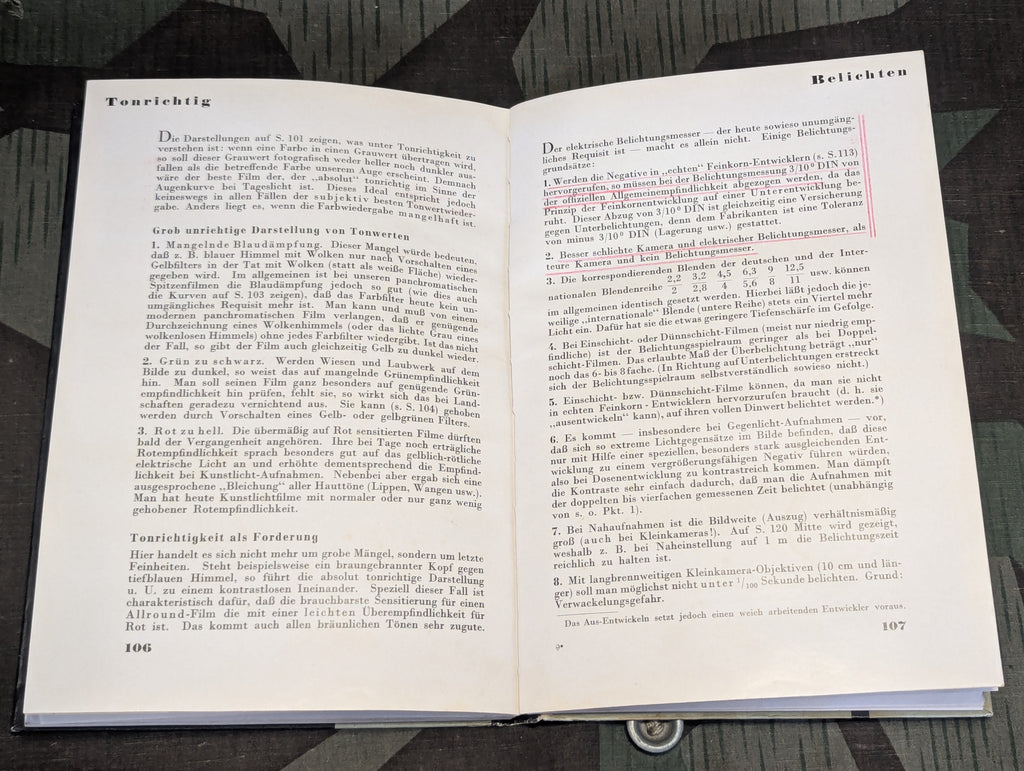 Tonrichtig
Die Darstellungen auf S. 101 zeigen, was unter Tonrichtigkeit zu
verstehen ist: wenn eine Farbe in einen Grauwert übertragen wird,
so soll dieser Grauwert fotografisch weder heller noch dunkler aus-
fallen als die betreffende Farbe unserem Auge erscheint. Demnach
wäre der beste Film der, der „absolut“ tonrichtig im Sinne der
Augenkurve bei Tageslicht ist. Dieses Ideal entspricht jedoch
keineswegs in allen Fällen der subjektiv besten Tonwertwieder-
gabe. Anders liegt es, wenn die Farbwiedergabe mangelhaft ist.
Grob unrichtige Darstellung von Tonwerten
1. Mangelnde Blaudämpfung. Dieser Mangel würde bedeuten,
daß z. B. blauer Himmel mit Wolken nur nach Vorschalten eines
Gelbfilters in der Tat mit Wolken (statt als weiße Fläche) wieder-
gegeben wird. Im allgemeinen ist bei unseren panchromatischen
Spitzenfilmen die Blaudämpfung jedoch so gut (wie dies auch
die Kurven auf S. 103 zeigen), daß das Farbfilter heute kein un-
umgängliches Requisit mehr ist. Man kann und muß von einem
modernen panchromatischen Film verlangen, daß er genügende
Durchzeichnung eines Wolkenhimmels (oder das lichte Grau eines
wolkenlosen Himmels) ohne jedes Farbfilter wiedergibt. Ist das nicht
der Fall, so gibt der Film auch gleichzeitig Gelb zu dunkel wieder.
2. Grün zu schwarz. Werden Wiesen und Laubwerk auf dem
Bilde zu dunkel, so weist das auf mangelnde Grünempfindlichkeit
hin. Man soll seinen Film ganz besonders auf genügende Grün-
empfindlichkeit hin prüfen, fehlt sie, so wirkt sich das bei Land-
schaften geradezu vernichtend aus. Sie kann (s. S. 104) gehoben
werden durch Vorschalten eines Gelb- oder gelbgrünen Filters.
3. Rot zu hell. Die übermäßig auf Rot sensitierten Filme dürften
bald der Vergangenheit angehören. Ihre bei Tage noch erträgliche
Rotempfindlichkeit sprach besonders gut auf das gelblich-rötliche
elektrische Licht an und erhöhte dementsprechend die Empfind-
lichkeit bei Kunstlicht-Aufnahmen. Nebenbei aber ergab sich eine
ausgesprochene „Bleichung“ aller Hauttöne (Lippen, Wangen usw.).
Man hat heute Kunstlichtfilme mit normaler oder nur ganz wenig
gehobener Rotempfindlichkeit.
Tonrichtigkeit als Forderung
Hier handelt es sich nicht mehr um grobe Mängel, sondern um letzte
Feinheiten. Steht beispielsweise ein braungebrannter Kopf gegen
tiefblauen Himmel, so führt die absolut tonrichtige Darstellung
u. U. zu einem kontrastlosen Ineinander. Speziell dieser Fall ist
charakteristisch dafür, daß die brauchbarste Sensitierung für einen
Allround-Film die mit einer leichten Überempfindlichkeit für
Rot ist. Das kommt auch allen bräunlichen Tönen sehr zugute.
106
Belichten
Der elektrische Belichtungsmesser — der heute sowieso unumgäng-
liches Requisit ist — macht es allein nicht. Einige Belichtungs-
grundsätze:
1. Werden die Negative in „echten“ Feinkorn-Entwicklern (s. S. 113)
hervorgerufen, so müssen bei der Belichtungsmessung 3/10° DIN von
der offiziellen Allgemeinempfindlichkeit abgezogen werden, da das
Prinzip der Feinkornentwicklung auf einer Unterentwicklung be-
ruht. Dieser Abzug von 3/10° DIN ist gleichzeitig eine Versicherung
gegen Unterbelichtungen, denn dem Fabrikanten ist eine Toleranz
von minus 3/10° DIN (Lagerung usw.) gestattet.
2. Besser schlichte Kamera und elektrischer Belichtungsmesser, als
teure Kamera und kein Belichtungsmesser.
3. Die korrespondierenden Blenden der deutschen und der Inter-
nationalen Blendenreihe 2,2/2 3,2/2,8 4,5/4 6,3/5,6 9/8 12,5/11 usw. können
im allgemeinen identisch gesetzt werden. Hierbei läßt jedoch die je-
weilige „internationale“ Blende (untere Reihe) stets ein Viertel mehr
Licht ein. Dafür hat sie die etwas geringere Tiefenschärfe im Gefolge.
4. Bei Einschicht- oder Dünnschicht-Filmen (meist nur niedrig emp-
findliche) ist der Belichtungsspielraum geringer als bei Doppel-
schicht-Filmen. Das erlaubte Maß der Überbelichtung beträgt „nur“
noch das 6- bis 8fache. (In Richtung auf Unterbelichtungen erstreckt
sich der Belichtungsspielraum selbstverständlich sowieso nicht.)
5. Einschicht- bzw. Dünnschicht-Filme können, da man sie nicht
in echten Feinkorn-Entwicklern hervorzurufen braucht (d. h. sie
„ausentwickeln“ kann), auf ihren vollen Dinwert belichtet werden.*)
6. Es kommt — insbesondere bei Gegenlicht-Aufnahmen — vor,
daß sich so extreme Lichtgegensätze im Bilde befinden, daß diese
nur mit Hilfe einer speziellen, besonders stark ausgleichenden Ent-
wicklung zu einem vergrößerungsfähigen Negativ führen würden,
also bei Dosenentwicklung zu kontrastreich kommen. Man dämpft
die Kontraste sehr einfach dadurch, daß man die Aufnahmen mit
der doppelten bis vierfachen gemessenen Zeit belichtet (unabhängig
von s. o. Pkt. 1).
7. Bei Nahaufnahmen ist die Bildweite (Auszug) verhältnismäßig
groß (auch bei Kleinkameras!). Auf S. 120 Mitte wird gezeigt,
weshalb z. B. bei Naheinstellung auf 1 m die Belichtungszeit
reichlich zu halten ist.
8. Mit langbrennweitigen Kleinkamera-Objektiven (10 cm und län-
ger) soll man möglichst nicht unter 1/100 Sekunde belichten. Grund:
Verwackelungsgefahr.
Das Aus-Entwickeln setzt jedoch einen weich arbeitenden Entwickler voraus.
107
9*